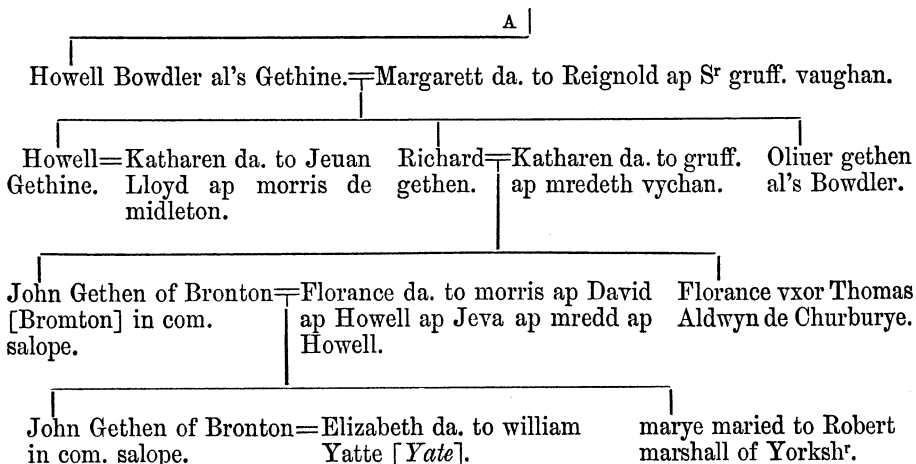 A
Howell Bowdler al's Gethine.=Margarett da. to Reignold ap Sʳ gruff. vaughan.
Howell=Katharen da. to Jeuan
Gethine. Lloyd ap morris de
midleton.
Richard=Katharen da. to gruff.
gethen. ap mredeth vychan.
Oliuer gethen
al's Bowdler.
John Gethen of Bronton=Florance da. to morris ap David
[Bromton] in com. ap Howell ap Jeva ap mredd ap
salope. Howell.
Florance vxor Thomas
Aldwyn de Churburye.
John Gethen of Bronton=Elizabeth da. to william
in com. salope. Yatte [Yate].
marye maried to Robert
marshall of Yorkshʳ.